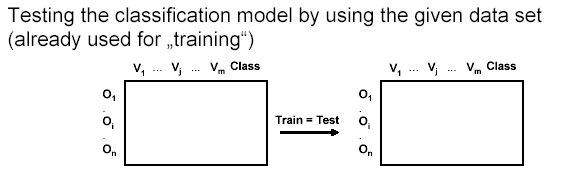 Testing the classification model by using the given data set
(already used for „training“)
V1 ... Vj ... Vm Class
V1 ... Vj ... Vm Class
O1
.
Oi
.
On
Train = Test
O1
.
Oi
.
On